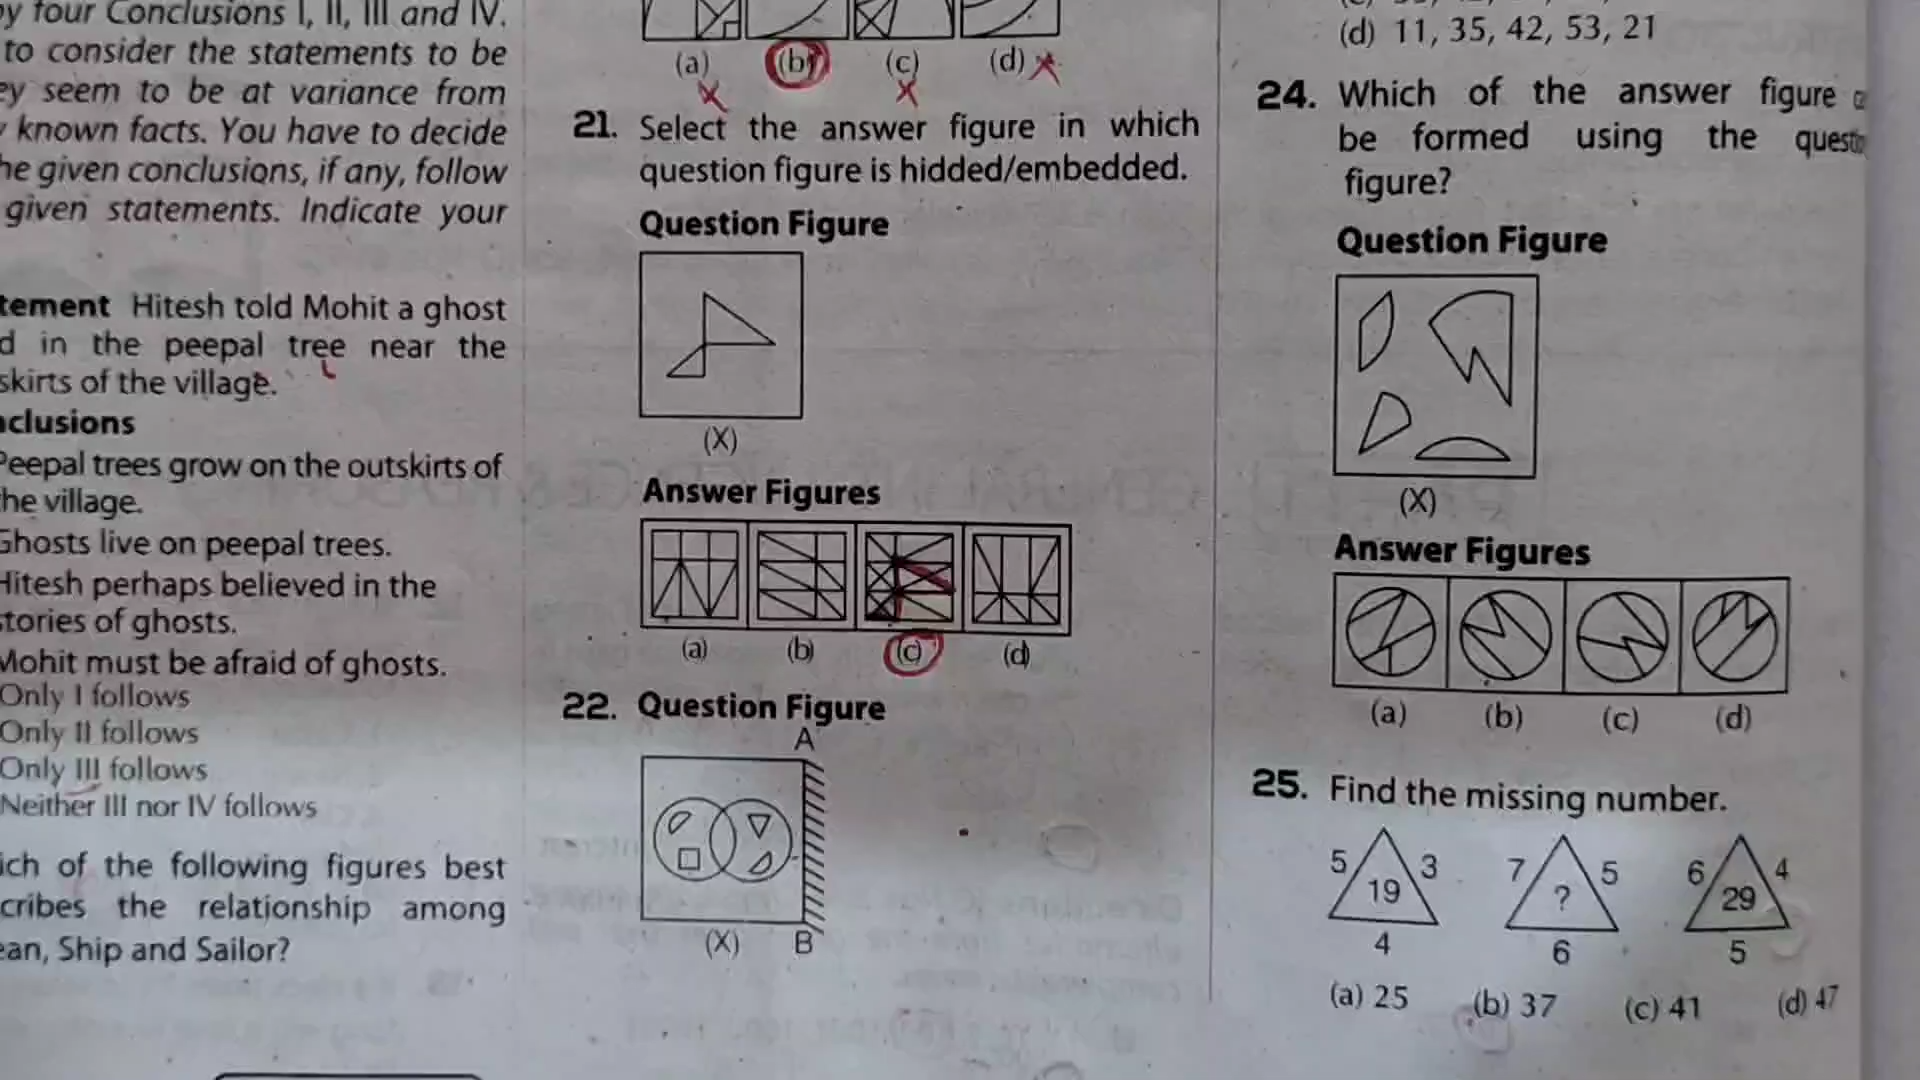 by four Conclusions I, II, III and IV.
to consider the statements to be
ey seem to be at variance from
known facts. You have to decide
he given conclusions, if any, follow
given statements. Indicate your
tement Hitesh told Mohit a ghost
d in the peepal tree near the
skirts of the village.
nclusions
Peepal trees grow on the outskirts of
he village.
Ghosts live on peepal trees.
Hitesh perhaps believed in the
stories of ghosts.
Mohit must be afraid of ghosts.
Only I follows
Only II follows
Only III follows
Neither III nor IV follows
ich of the following figures best
cribes the relationship among
ean, Ship and Sailor?
(a) (b) (c) (d)
21. Select the answer figure in which
question figure is hidded/embedded.
Question Figure
(X)
Answer Figures
(a) (b) (c) (d)
22. Question Figure
A
(X) B
(d) 11, 35, 42, 53, 21
24. Which of the answer figure
be formed using the questio
figure?
Question Figure
(X)
Answer Figures
(a) (b) (c) (d)
25. Find the missing number.
5 3 7 5 6 4
19 ? 29
4 6 5
(a) 25 (b) 37 (c) 41 (d) 47